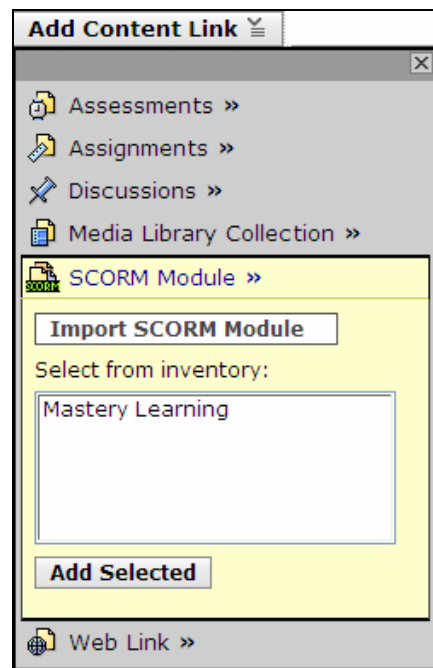 Add Content Link
Assessments »
Assignments »
Discussions »
Media Library Collection »
SCORM
SCORM Module »
Import SCORM Module
Select from inventory:
Mastery Learning
Add Selected
Web Link »